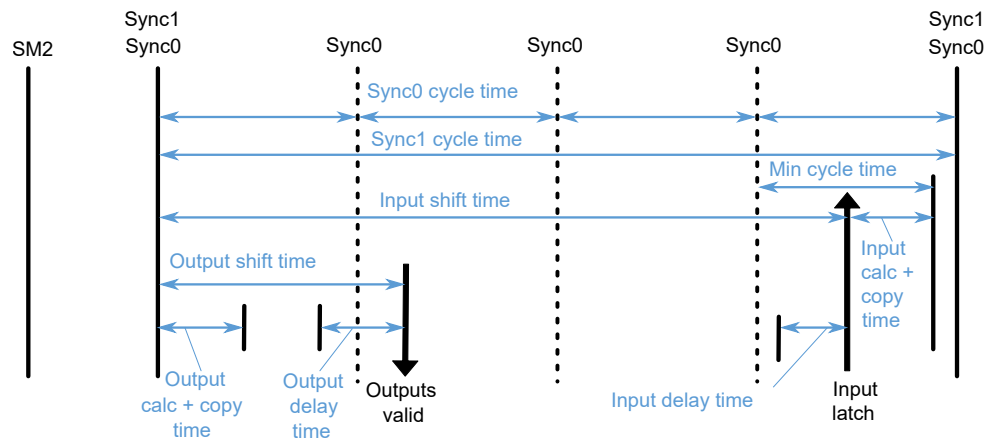 Sync1
Sync1
SM2
Sync0
Sync0
Sync0
Sync0
Sync0
Sync0 cycle time
Sync1 cycle time
Min cycle time
Input shift time
Output shift time
Input
calc +
copy
time
Output
calc + copy
time
Output
delay
time
Outputs
valid
Input delay time
Input
latch